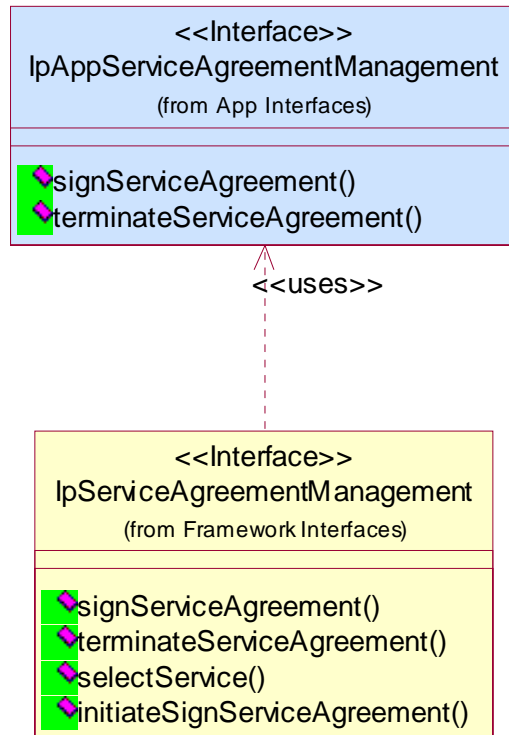 <<Interface>>
IpAppServiceAgreementManagement
(from App Interfaces)
signServiceAgreement()
terminateServiceAgreement()
<<uses>>
<<Interface>>
IpServiceAgreementManagement
(from Framework Interfaces)
signServiceAgreement()
terminateServiceAgreement()
selectService()
initiateSignServiceAgreement()